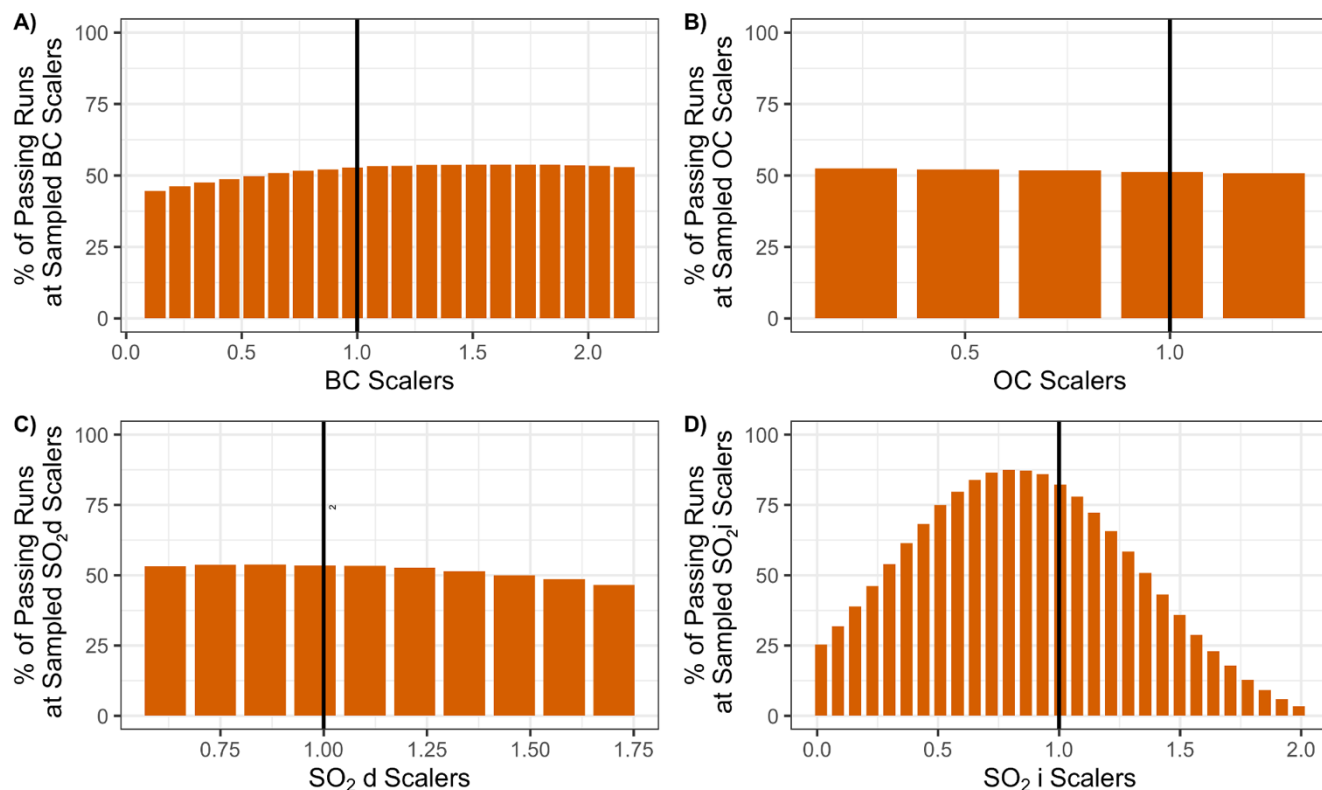 A)
% of Passing Runs
at Sampled BC Scalers
100
75
50
25
0
0.0 0.5 1.0 1.5 2.0
BC Scalers
B)
% of Passing Runs
at Sampled OC Scalers
100
75
50
25
0
0.5 1.0
OC Scalers
C)
% of Passing Runs
at Sampled SO₂d Scalers
100
75
50
25
0
2
0.75 1.00 1.25 1.50 1.75
SO₂ d Scalers
D)
% of Passing Runs
at Sampled SO₂i Scalers
100
75
50
25
0
0.0 0.5 1.0 1.5 2.0
SO₂ i Scalers